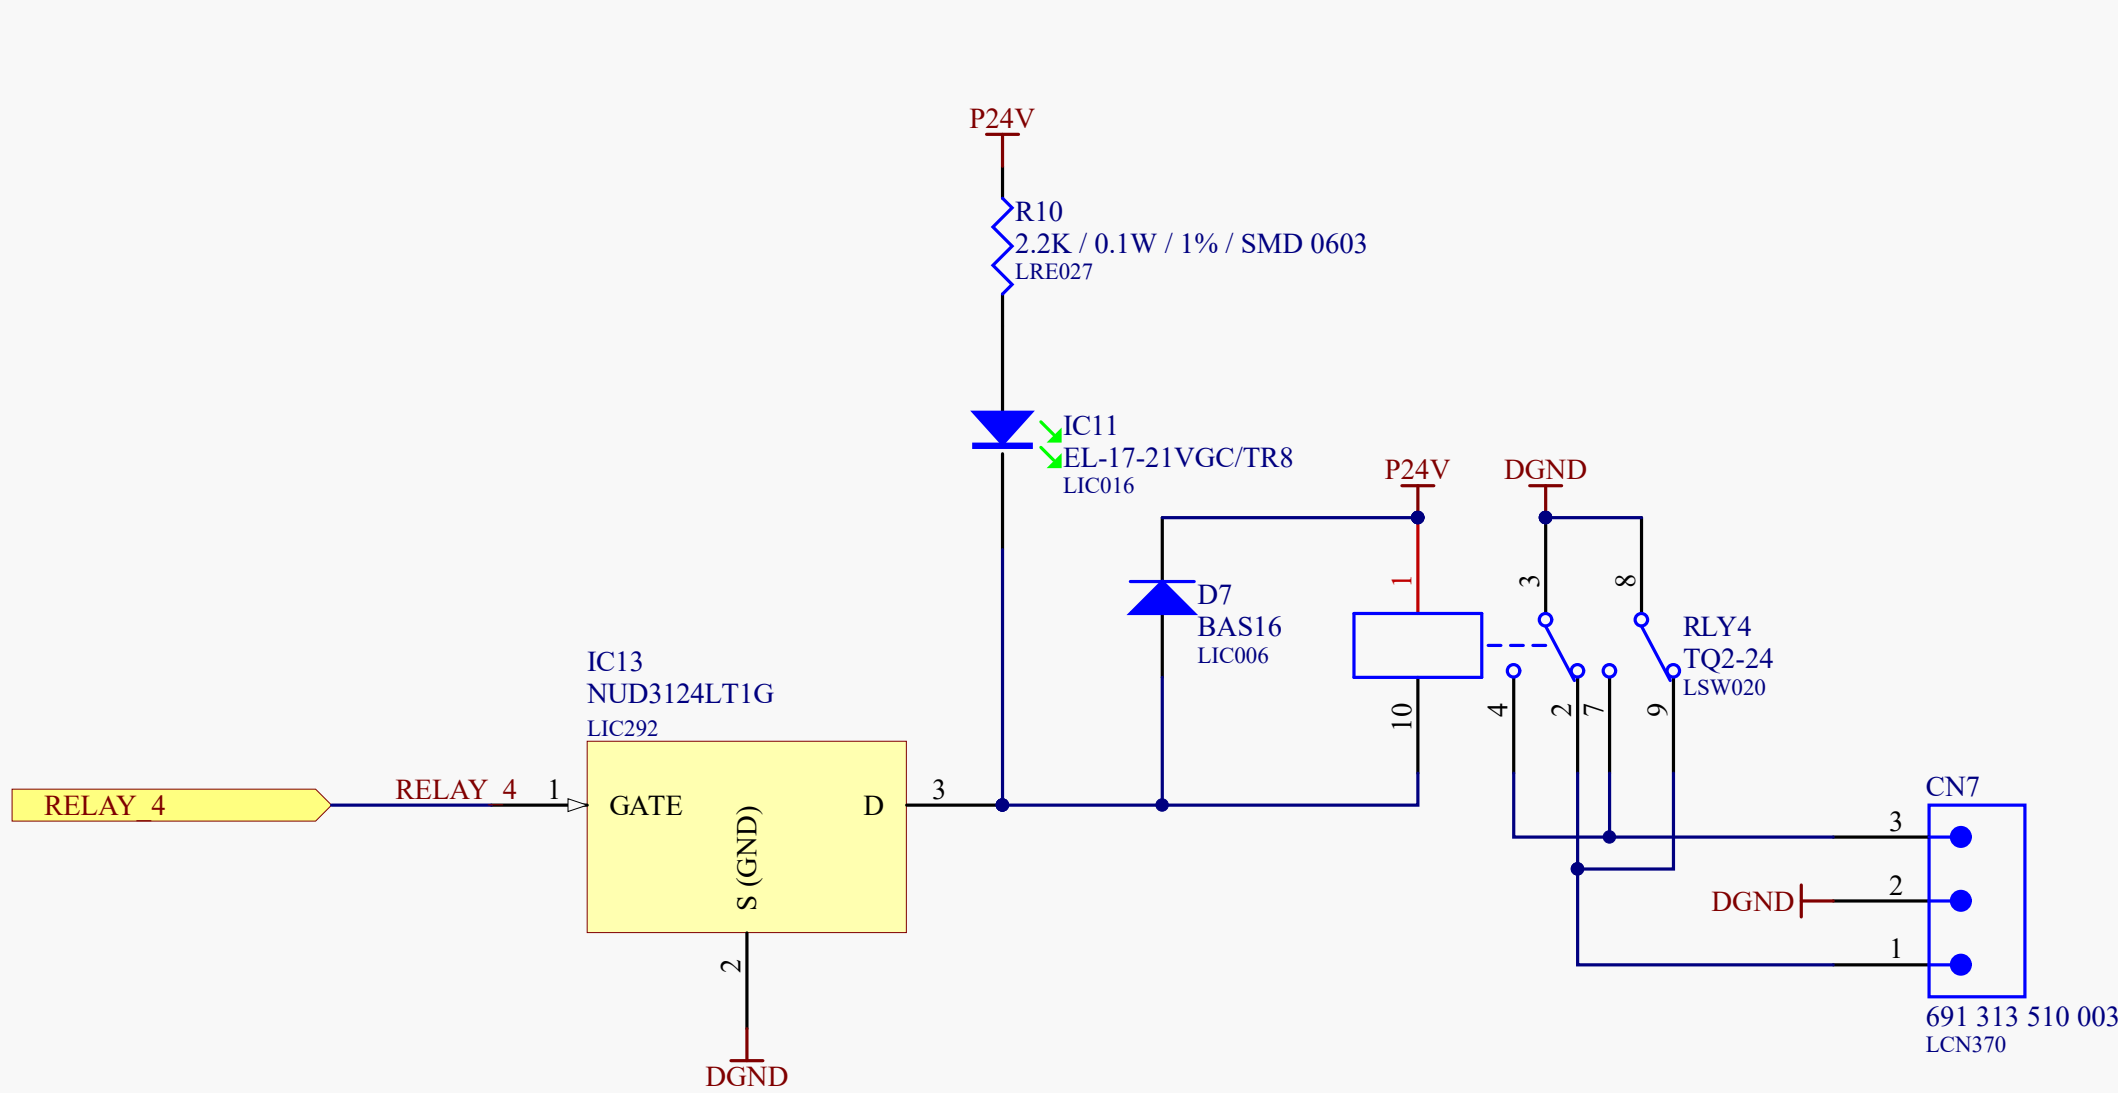 P24V
R10
2.2K / 0.1W / 1% / SMD 0603
LRE027
IC11
EL-17-21VGC/TR8
LIC016
P24V
DGND
1
3
8
D7
BAS16
LIC006
RLY4
TQ2-24
LSW020
10
4
2
7
9
IC13
NUD3124LT1G
LIC292
RELAY_4
RELAY_4
1
GATE
S (GND)
D
3
2
DGND
CN7
3
DGND
2
1
691 313 510 003
LCN370